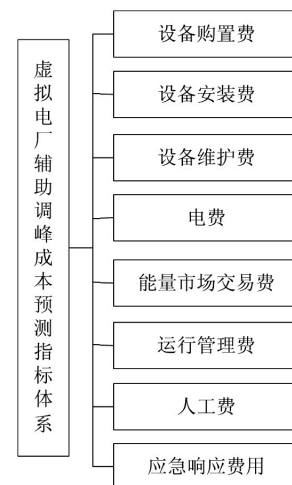 虚拟电厂辅助调峰成本预测指标体系
设备购置费
设备安装费
设备维护费
电费
能量市场交易费
运行管理费
人工费
应急响应费用